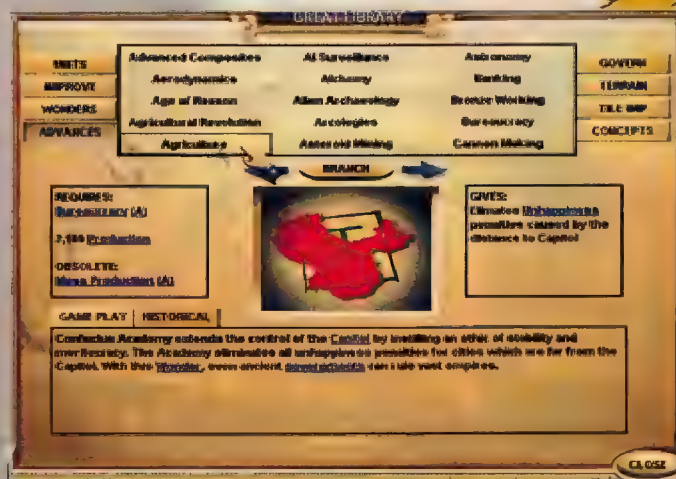 GREAT LIBRARY
UNITS
IMPROVE
WONDERS
ADVANCES
Advanced Composites
AI Surveillance
Astronomy
Aerodynamics
Alchemy
Banking
Age of Reason
Alien Archaeology
Bronze Working
Agricultural Revolution
Arcologies
Bureaucracy
Agriculture
Asteroid Mining
Cannon Making
GOVERN
TERRAIN
TILE IMP
CONCEPTS
BRANCH
REQUIRES:
Bureaucracy (A)
Production
OBSOLETE:
Mass Production (A)
GIVES:
Unhappiness
penalties caused by the
distance to Capitol
GAME PLAY
HISTORICAL
Confucius Academy extends the control of the Capitol by instilling an of stability and
meritocracy. The Academy eliminates all unhappiness penalties for cities which are far from the
Capitol. With this Wonder, even ancient can rule vast empires.
CLOSE